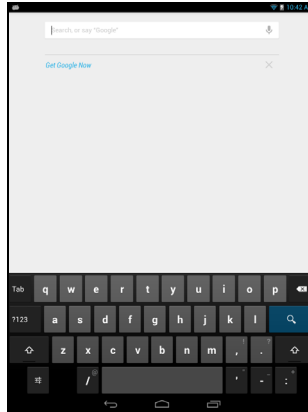 10:42 A
Search, or say "Google"
Get Google Now
Tab q w e r t y u i o p
?123 a s d f g h j k l
z x c v b n m , ! . ?
/ @ ' " - _ : +